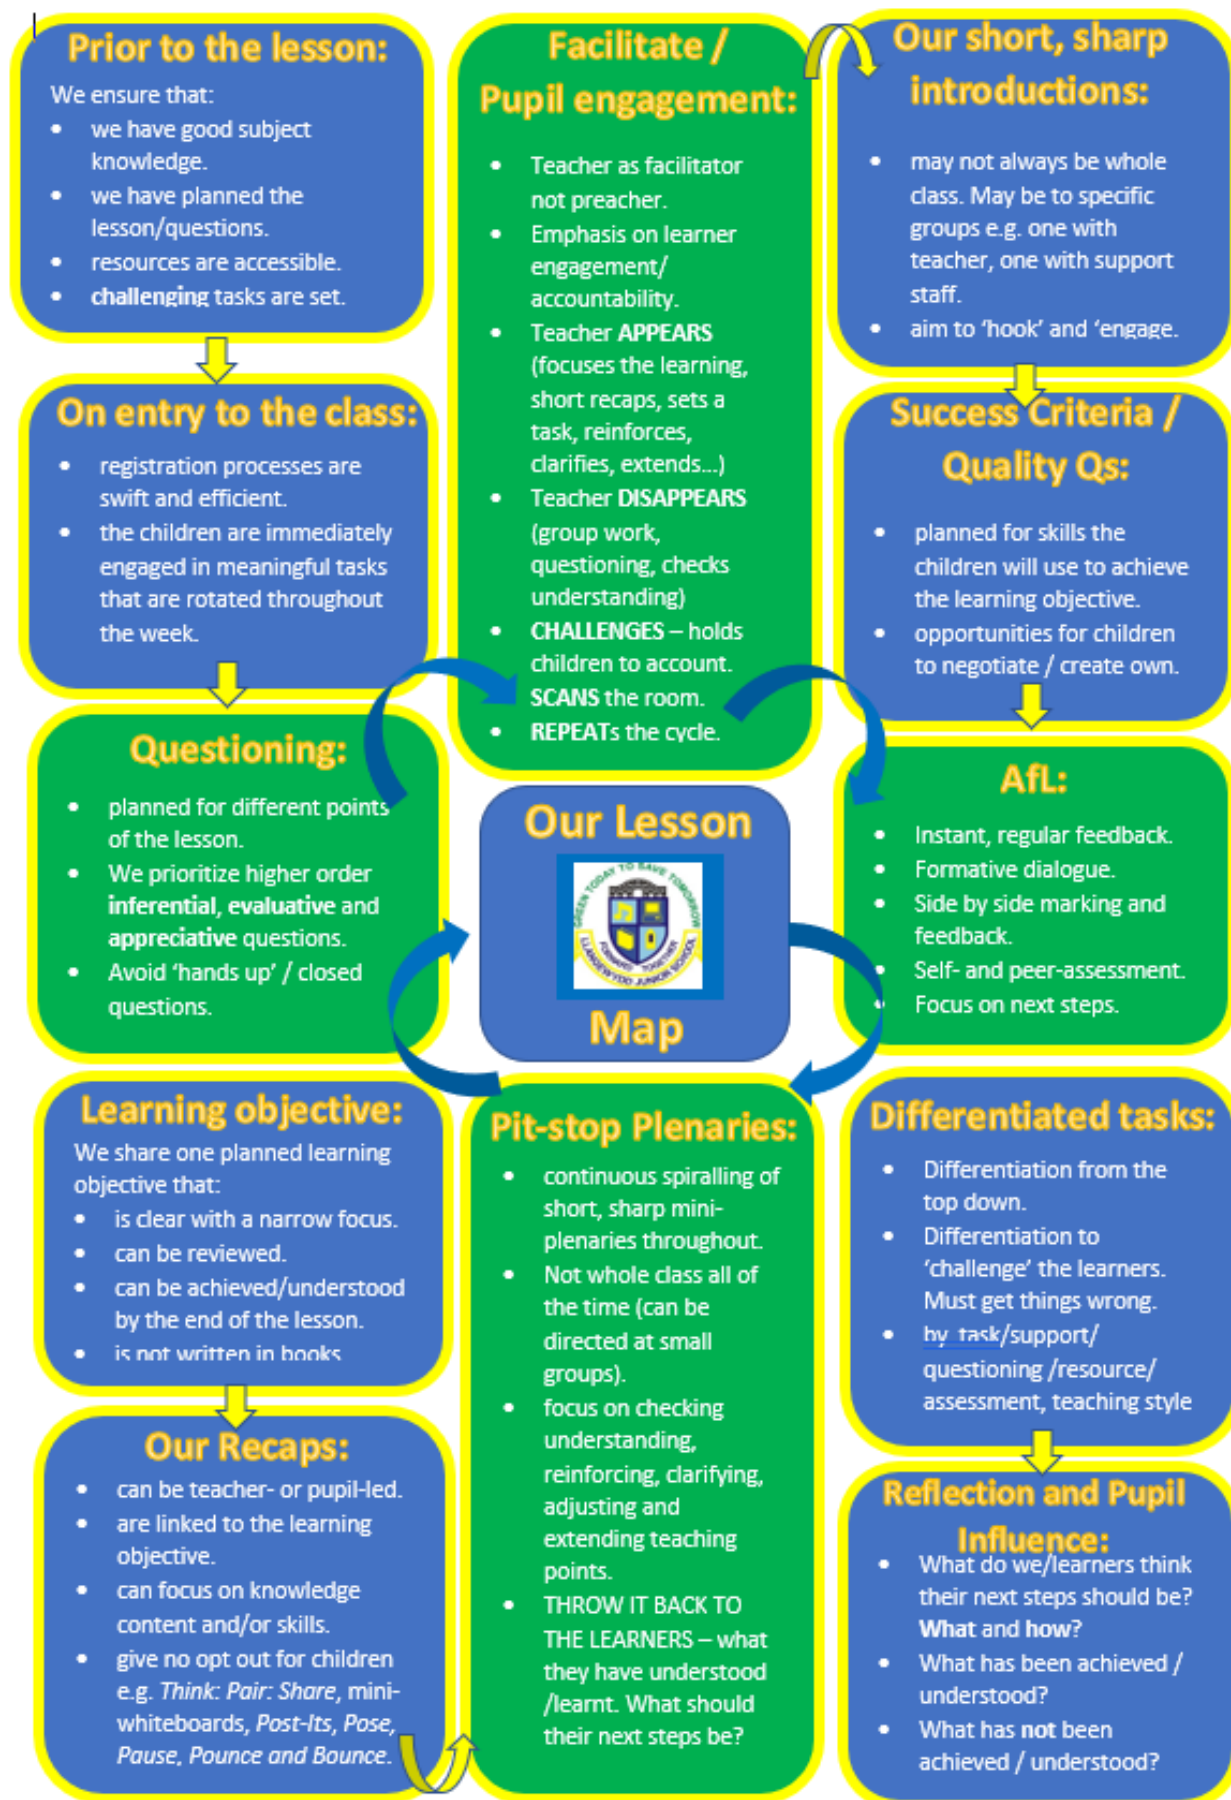 Prior to the lesson:
We ensure that:
• we have good subject
knowledge.
• we have planned the
lesson/questions.
• resources are accessible.
• challenging tasks are set.
On entry to the class:
• registration processes are
swift and efficient.
• the children are immediately
engaged in meaningful tasks
that are rotated throughout
the week.
Questioning:
• planned for different points
of the lesson.
• We prioritize higher order
inferential, evaluative and
appreciative questions.
• Avoid ‘hands up’ / closed
questions.
Learning objective:
We share one planned learning
objective that:
• is clear with a narrow focus.
• can be reviewed.
• can be achieved/understood
by the end of the lesson.
• is not written in books
Our Recaps:
• can be teacher- or pupil-led.
• are linked to the learning
objective.
• can focus on knowledge
content and/or skills.
• give no opt out for children
e.g. Think: Pair: Share, mini-
whiteboards, Post-Its, Pose,
Pause, Pounce and Bounce.
Facilitate /
Pupil engagement:
• Teacher as facilitator
not preacher.
• Emphasis on learner
engagement/
accountability.
• Teacher APPEARS
(focuses the learning,
short recaps, sets a
task, reinforces,
clarifies, extends...)
• Teacher DISAPPEARS
(group work,
questioning, checks
understanding)
• CHALLENGES – holds
children to account.
• SCANS the room.
• REPEATs the cycle.
Our Lesson
GREEN TODAY TO SAVE TOMORROW
FORWARD TOGETHER
LLANGEWYDD JUNIOR SCHOOL
Map
Pit-stop Plenaries:
• continuous spiralling of
short, sharp mini-
plenaries throughout.
• Not whole class all of
the time (can be
directed at small
groups).
• focus on checking
understanding,
reinforcing, clarifying,
adjusting and
extending teaching
points.
• THROW IT BACK TO
THE LEARNERS – what
they have understood
/learnt. What should
their next steps be?
Our short, sharp
introductions:
• may not always be whole
class. May be to specific
groups e.g. one with
teacher, one with support
staff.
• aim to ‘hook’ and ‘engage.
Success Criteria /
Quality Qs:
• planned for skills the
children will use to achieve
the learning objective.
• opportunities for children
to negotiate / create own.
AfL:
• Instant, regular feedback.
• Formative dialogue.
• Side by side marking and
feedback.
• Self- and peer-assessment.
• Focus on next steps.
Differentiated tasks:
• Differentiation from the
top down.
• Differentiation to
‘challenge’ the learners.
Must get things wrong.
• by task/support/
questioning /resource/
assessment, teaching style
Reflection and Pupil
Influence:
• What do we/learners think
their next steps should be?
What and how?
• What has been achieved /
understood?
• What has not been
achieved / understood?